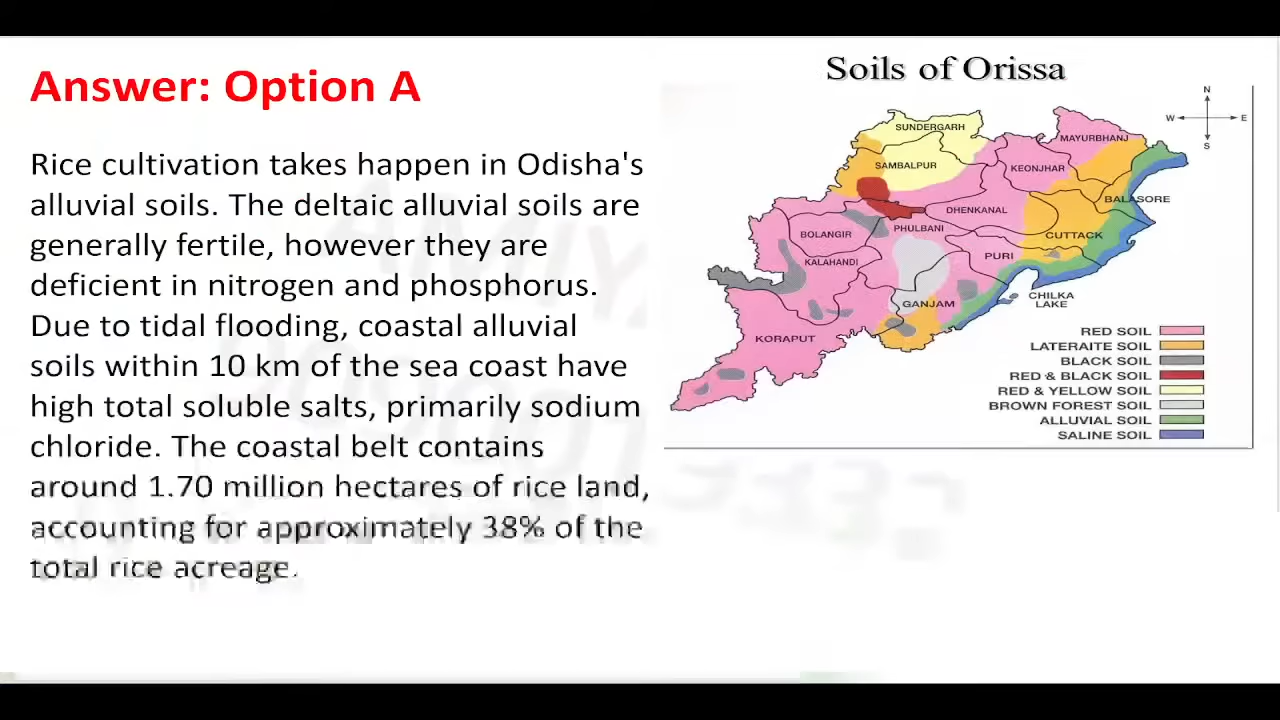 Answer: Option A
Rice cultivation takes happen in Odisha's
alluvial soils. The deltaic alluvial soils are
generally fertile, however they are
deficient in nitrogen and phosphorus.
Due to tidal flooding, coastal alluvial
soils within 10 km of the sea coast have
high total soluble salts, primarily sodium
chloride. The coastal belt contains
around 1.70 million hectares of rice land,
accounting for approximately 38% of the
total rice acreage.
Soils of Orissa
N
W
E
S
SUNDERGARH
MAYURBHANJ
SAMBALPUR
KEONJHAR
BALASORE
DHENKANAL
BOLANGIR
PHULBANI
CUTTACK
KALAHANDI
PURI
GANJAM
CHILKA
LAKE
KORAPUT
RED SOIL
LATERAITE SOIL
BLACK SOIL
RED & BLACK SOIL
RED & YELLOW SOIL
BROWN FOREST SOIL
ALLUVIAL SOIL
SALINE SOIL